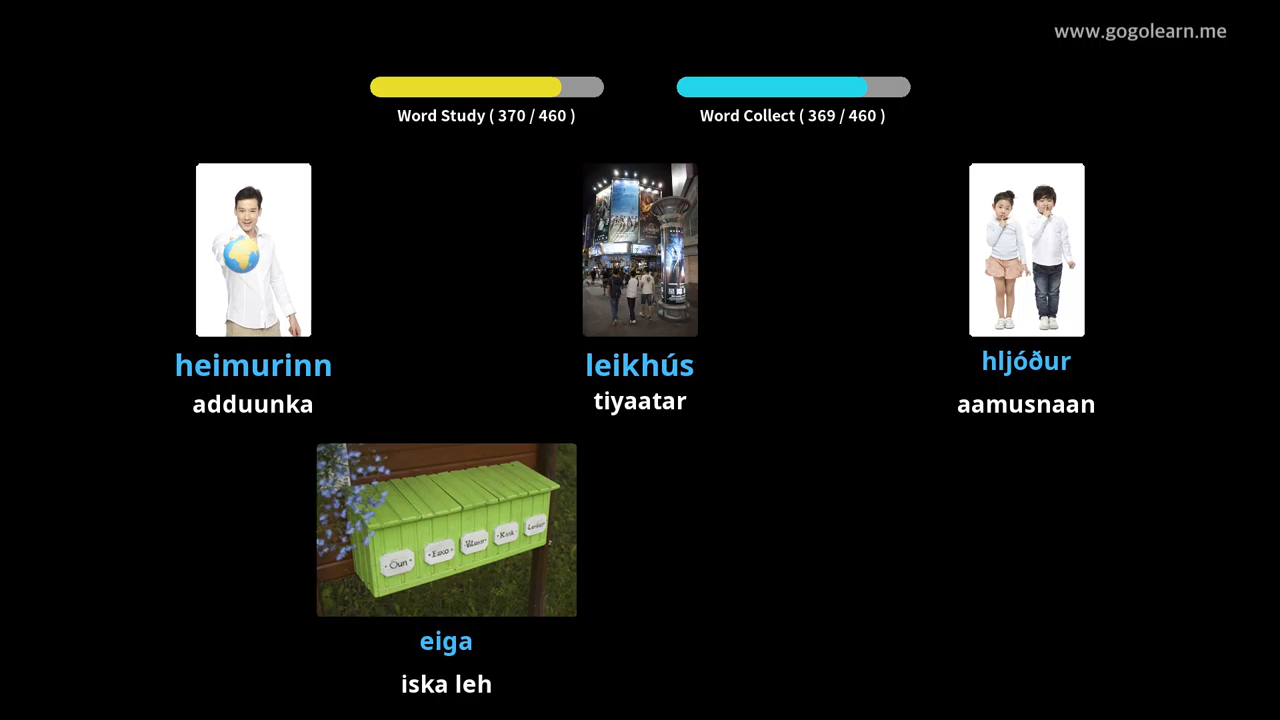 www.gogolearn.me
Word Study ( 370 / 460 )
Word Collect ( 369 / 460 )
heimurinn
adduunka
leikhús
tiyaatar
hljóður
aamusnaan
eiga
iska leh